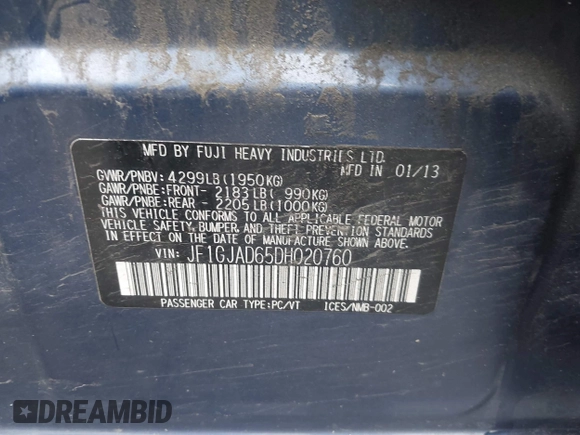 MFD BY FUJI HEAVY INDUSTRIES LTD.
GVWR/PNBV: 4299LB(1950KG) MFD IN 01/13
GAWR/PNBE:FRONT- 2183LB( 990KG)
GAWR/PNBE:REAR - 2205LB(1000KG)
THIS VEHICLE CONFORMS TO ALL APPLICABLE FEDERAL MOTOR
VEHICLE SAFETY, BUMPER, AND THEFT PREVENTION STANDARDS
IN EFFECT ON THE DATE OF MANUFACTURE SHOWN ABOVE.
VIN: JF1GJAD65DH020760
PASSENGER CAR TYPE:PC/VT ICES/NMB-002
DREAMBID